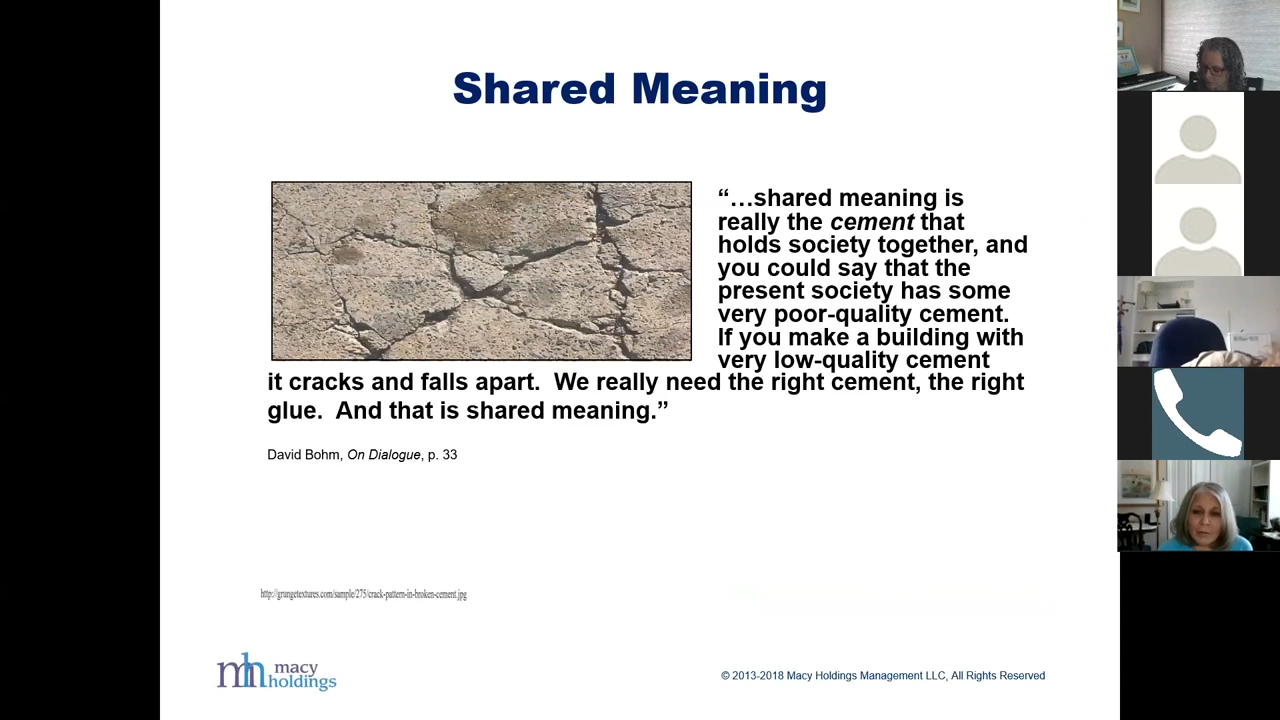 Shared Meaning
“…shared meaning is
really the cement that
holds society together, and
you could say that the
present society has some
very poor-quality cement.
If you make a building with
very low-quality cement
it cracks and falls apart.  We really need the right cement, the right
glue.  And that is shared meaning.”
David Bohm, On Dialogue, p. 33
http://grungetextures.com/sample/275/crack-pattern-in-broken-cement.jpg
mh macy
holdings
© 2013-2018 Macy Holdings Management LLC, All Rights Reserved